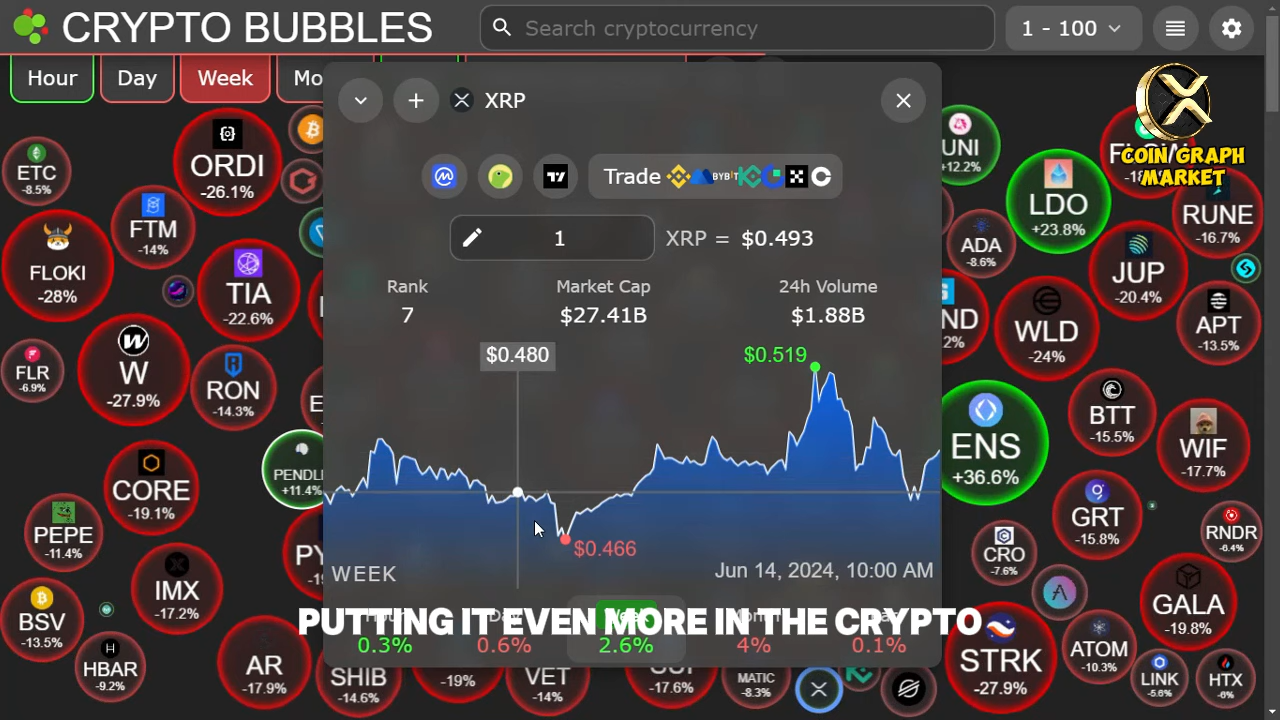 CRYPTO BUBBLES
Search cryptocurrency
1 - 100
Hour
Day
Week
XRP
COIN GRAPH
MARKET
Trade
BYBIT
1
XRP =
$0.493
Rank
Market Cap
24h Volume
7
$27.41B
$1.88B
$0.480
$0.519
$0.466
WEEK
Jun 14, 2024, 10:00 AM
PUTTING IT EVEN MORE IN THE CRYPTO
0.3%
0.6%
2.6%
4%
0.1%
ETC
-8.5%
ORDI
-26.1%
FTM
-14%
FLOKI
-28%
TIA
-22.6%
W
-27.9%
FLR
-6.9%
RON
-14.3%
PENDLE
+11.4%
CORE
-19.1%
PEPE
-11.4%
IMX
-17.2%
BSV
-13.5%
HBAR
-9.2%
AR
-17.9%
SHIB
-14.6%
-19%
VET
-14%
-17.6%
MATIC
-8.3%
UNI
+12.2%
LDO
+23.8%
RUNE
-16.7%
ADA
-8.6%
JUP
-20.4%
WLD
-24%
APT
-13.5%
ENS
+36.6%
BTT
-15.5%
WIF
-17.7%
GRT
-15.8%
RNDR
-6.4%
CRO
-7.6%
GALA
-19.8%
STRK
-27.9%
ATOM
-10.3%
LINK
-5.6%
HTX
-6%